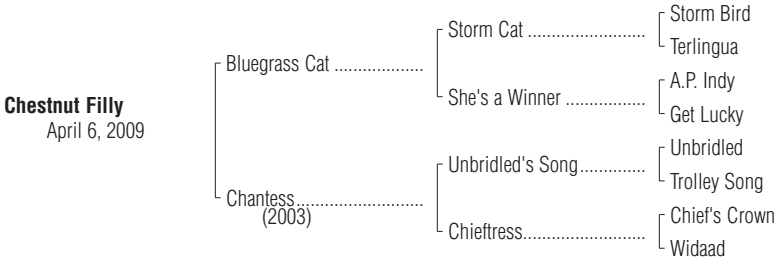 Storm Bird
Storm Cat ..........................
Terlingua
Bluegrass Cat ...................
A.P. Indy
She's a Winner .................
Get Lucky
Chestnut Filly
April 6, 2009
Unbridled
Unbridled's Song..............
Trolley Song
Chantess...........................
(2003)
Chief's Crown
Chieftress..........................
Widaad